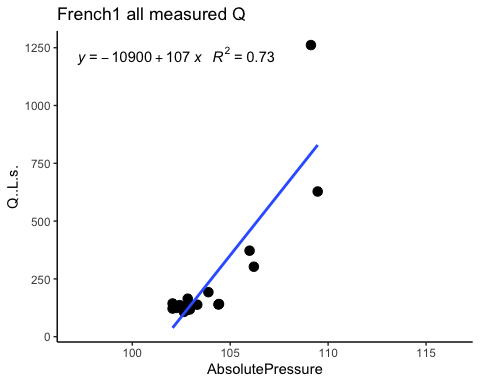 French1 all measured Q
y = − 10900 + 107 x R² = 0.73
1250
1000
750
500
250
0
Q..L.s.
100 105 110 115
AbsolutePressure